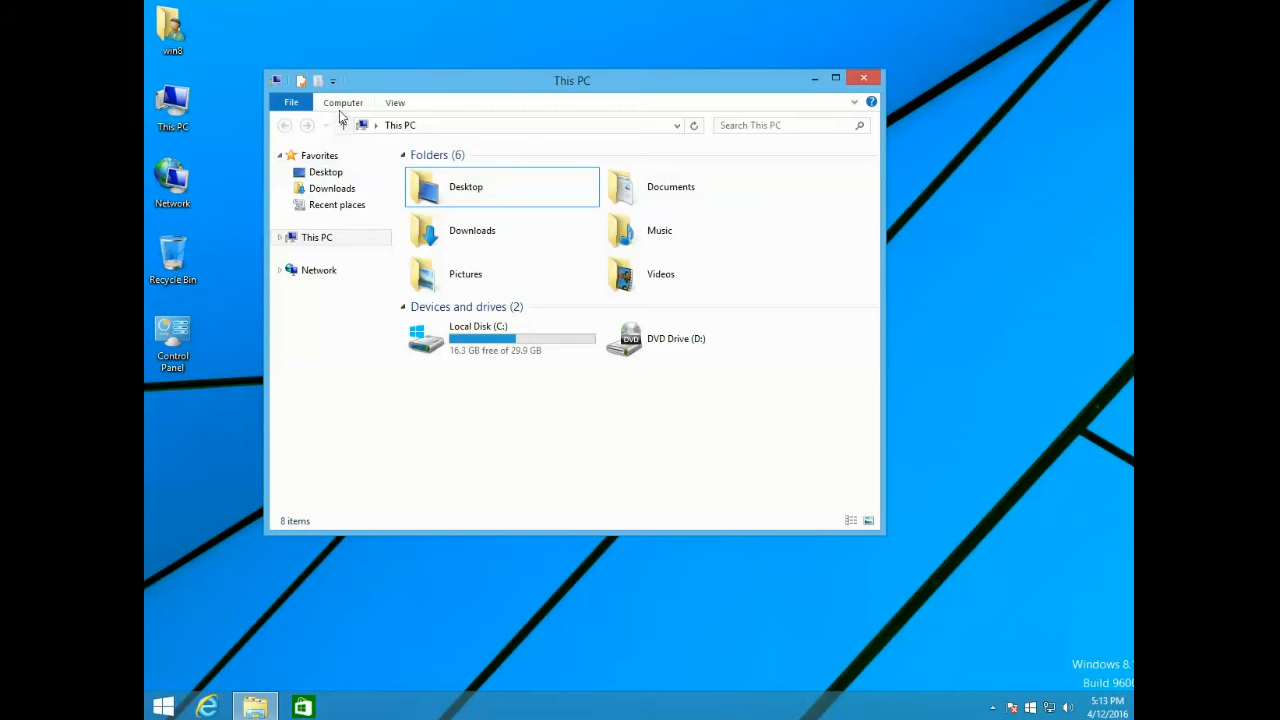 win8
This PC
Network
Recycle Bin
Control
Panel
This PC
File
Computer
View
This PC
Search This PC
Favorites
Desktop
Downloads
Recent places
This PC
Network
Folders (6)
Desktop
Documents
Downloads
Music
Pictures
Videos
Devices and drives (2)
Local Disk (C:)
16.3 GB free of 29.9 GB
DVD
DVD Drive (D:)
8 items
Windows 8.
Build 9600
5:13 PM
4/12/2016